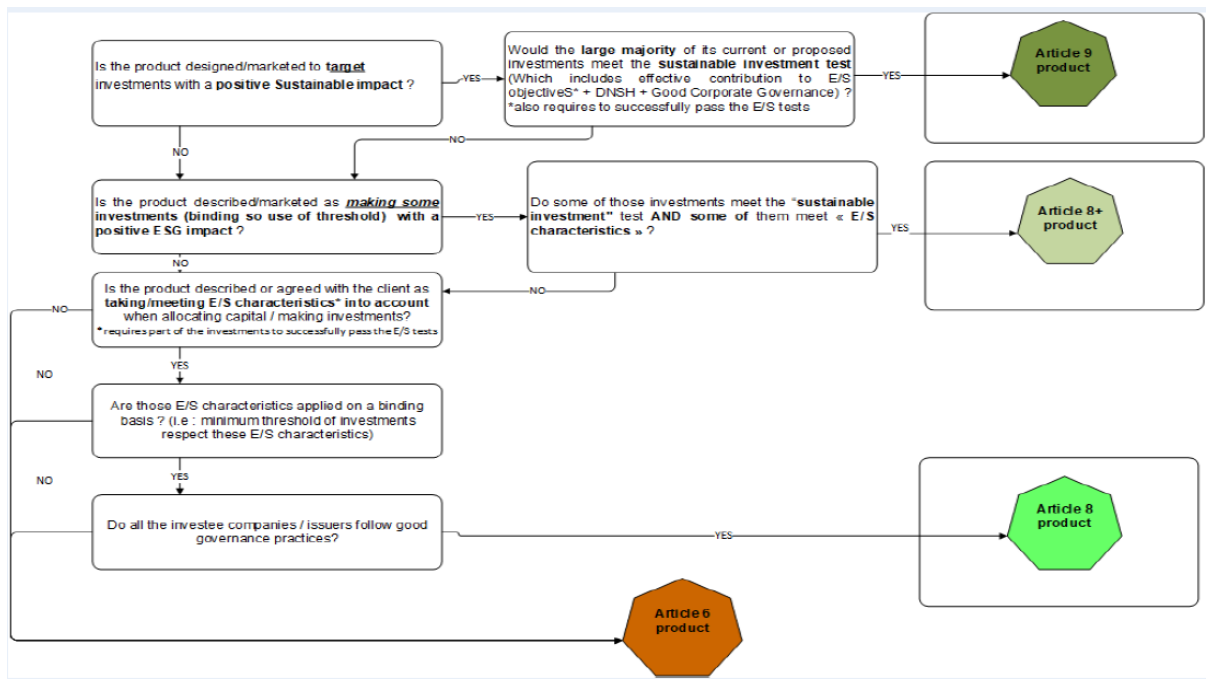 Is the product designed/marketed to target
investments with a positive Sustainable impact ?
YES
Would the large majority of its current or proposed
investments meet the sustainable investment test
(Which includes effective contribution to E/S
objectiveS* + DNSH + Good Corporate Governance) ?
*also requires to successfully pass the E/S tests
YES
Article 9
product
NO
NO
Is the product described/marketed as making some
investments (binding so use of threshold) with a
positive ESG impact ?
YES
Do some of those investments meet the “sustainable
investment" test AND some of them meet « E/S
characteristics » ?
YES
Article 8+
product
NO
NO
Is the product described or agreed with the client as
taking/meeting E/S characteristics* into account
when allocating capital / making investments?
* requires part of the investments to successfully pass the E/S tests
NO
YES
NO
Are those E/S characteristics applied on a binding
basis ? (i.e : minimum threshold of investments
respect these E/S characteristics)
YES
NO
Do all the investee companies / issuers follow good
governance practices?
YES
Article 8
product
Article 6
product